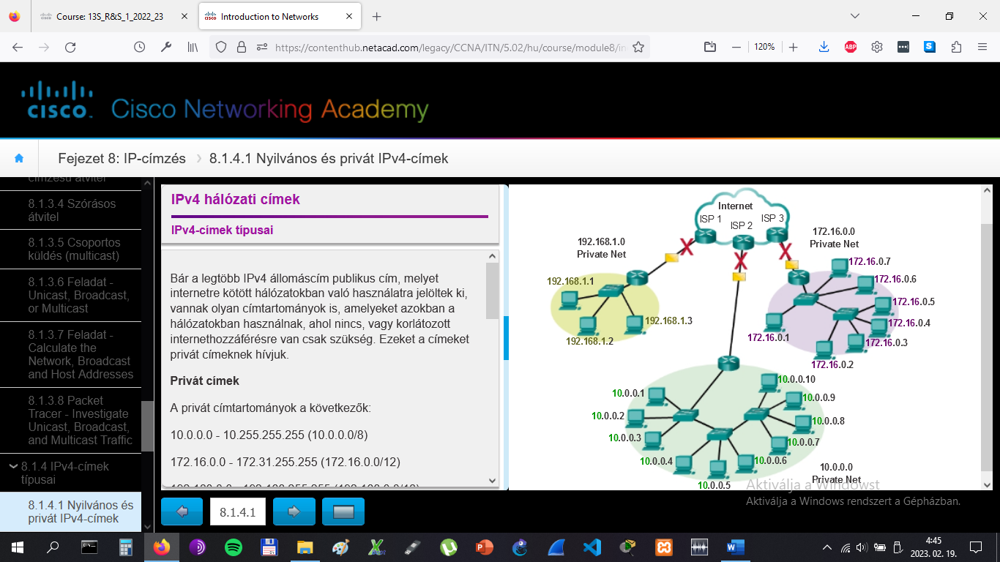 Course: 13S_R&S_1_2022_23
Introduction to Networks
https://contenthub.netacad.com/legacy/CCNA/ITN/5.02/hu/course/module8/in
120%
ABP
CISCO
Cisco Networking Academy
Fejezet 8: IP-címzés
8.1.4.1 Nyilvános és privát IPv4-címek
címzésű átvitel
8.1.3.4 Szórásos
átvitel
8.1.3.5 Csoportos
küldés (multicast)
8.1.3.6 Feladat -
Unicast, Broadcast,
or Multicast
8.1.3.7 Feladat -
Calculate the
Network, Broadcast
and Host Addresses
8.1.3.8 Packet
Tracer - Investigate
Unicast, Broadcast,
and Multicast Traffic
8.1.4 IPv4-címek
típusai
8.1.4.1 Nyilvános és
privát IPv4-címek
IPv4 hálózati címek
IPv4-címek típusai
Bár a legtöbb IPv4 állomáscím publikus cím, melyet
internetre kötött hálózatokban való használatra jelöltek ki,
vannak olyan címtartományok is, amelyeket azokban a
hálózatokban használnak, ahol nincs, vagy korlátozott
internethozzáférésre van csak szükség. Ezeket a címeket
privát címeknek hívjuk.
Privát címek
A privát címtartományok a következők:
10.0.0.0 - 10.255.255.255 (10.0.0.0/8)
172.16.0.0 - 172.31.255.255 (172.16.0.0/12)
8.1.4.1
Internet
ISP 1
ISP 2
ISP 3
192.168.1.0
Private Net
172.16.0.0
Private Net
192.168.1.1
192.168.1.2
192.168.1.3
172.16.0.7
172.16.0.6
172.16.0.5
172.16.0.4
172.16.0.3
172.16.0.2
172.16.0.1
10.0.0.1
10.0.0.2
10.0.0.3
10.0.0.4
10.0.0.5
10.0.0.6
10.0.0.7
10.0.0.8
10.0.0.9
10.0.0.10
10.0.0.0
Private Net
Aktiválja a Windowst
Aktiválja a Windows rendszert a Gépházban.
4:45
2023. 02. 19.